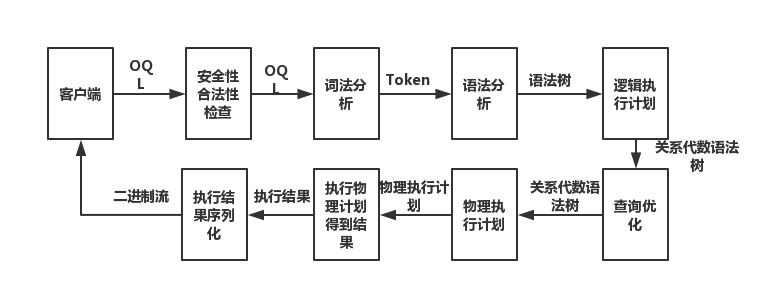 客户端
OQ
L
安全性
合法性
检查
OQ
L
词法分
析
Token
语法分
析
语法树
逻辑执
行计划
关系代数语法
树
查询优
化
关系代数语
法树
物理执
行计划
物理执行计
划
执行物
理计划
得到结
果
执行结果
执行结
果序列
化
二进制流